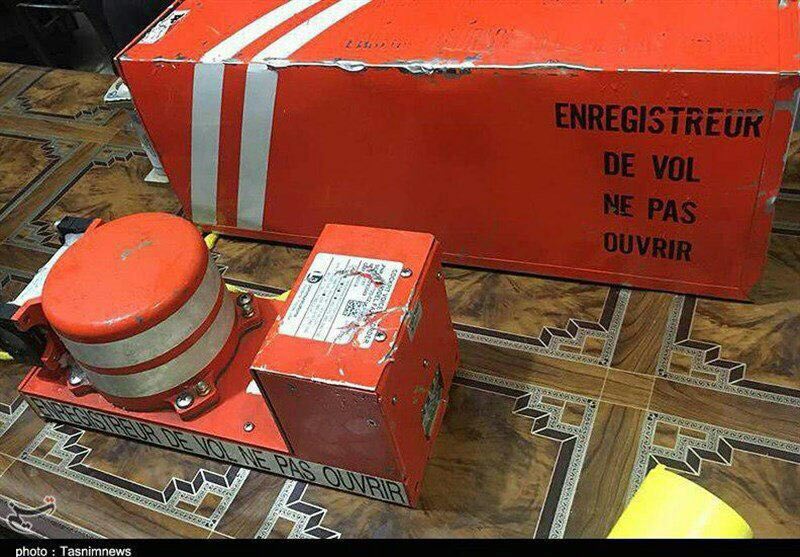 ENREGISTREUR
DE VOL
NE PAS
OUVRIR
ENREGISTREUR DE VOL NE PAS OUVRIR
photo : Tasnimnews